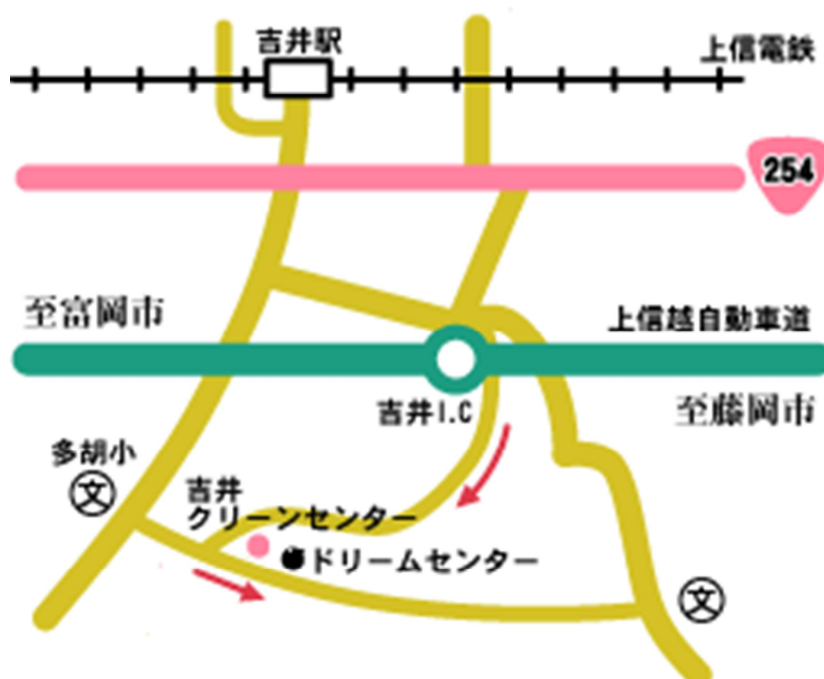 吉井駅
上信電鉄
254
至富岡市
上信越自動車道
吉井I.C
至藤岡市
多胡小
文
吉井
クリーンセンター
ドリームセンター
文